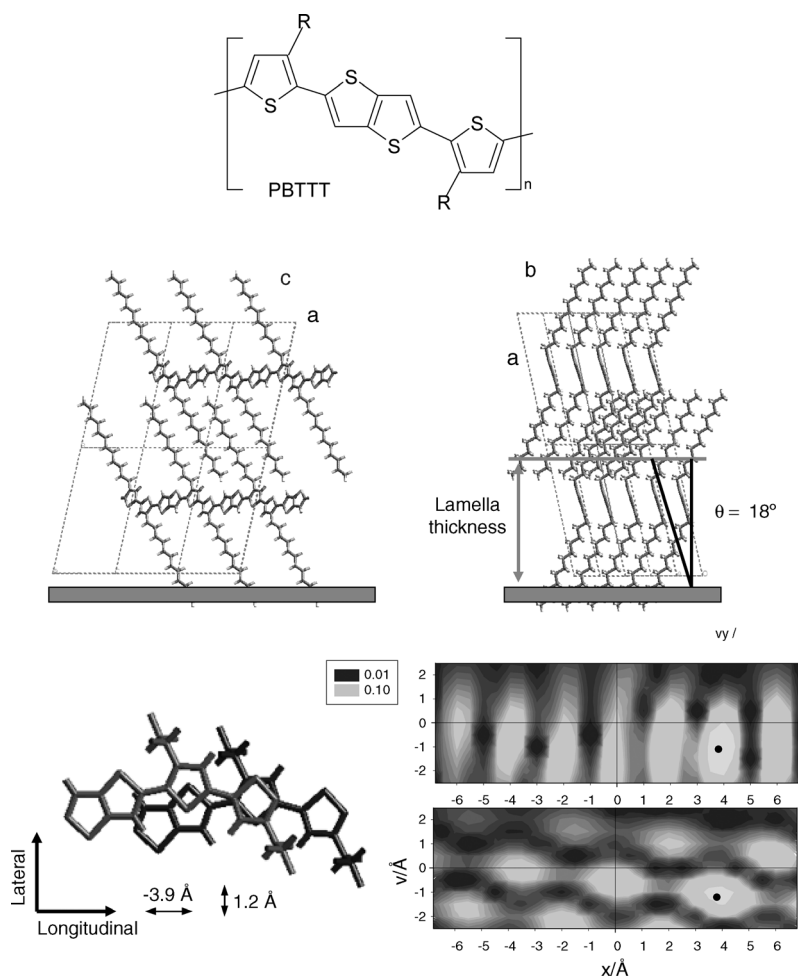 R
S
S
S
S
R
n
PBTTT
c
a
b
a
Lamella
thickness
θ = 18º
vy /
0.01
0.10
2
1
0
-1
-2
-6 -5 -4 -3 -2 -1 0 1 2 3 4 5 6
Lateral
Longitudinal
-3.9 Å
1.2 Å
v/Å
2
1
0
-1
-2
-6 -5 -4 -3 -2 -1 0 1 2 3 4 5 6
x/Å